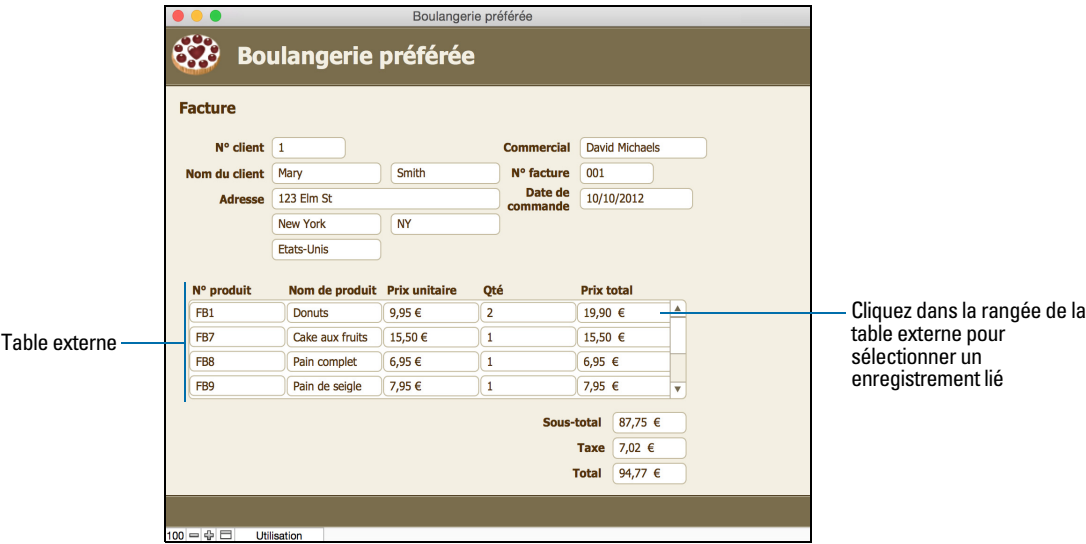 Boulangerie préférée
Boulangerie préférée
Facture
N° client 1
Commercial David Michaels
Nom du client Mary Smith
N° facture 001
Adresse 123 Elm St
Date de
commande 10/10/2012
New York NY
Etats-Unis
N° produit Nom de produit Prix unitaire Qté Prix total
FB1 Donuts 9,95 € 2 19,90 €
FB7 Cake aux fruits 15,50 € 1 15,50 €
FB8 Pain complet 6,95 € 1 6,95 €
FB9 Pain de seigle 7,95 € 1 7,95 €
Table externe
Cliquez dans la rangée de la
table externe pour
sélectionner un
enregistrement lié
Sous-total 87,75 €
Taxe 7,02 €
Total 94,77 €
100 Utilisation